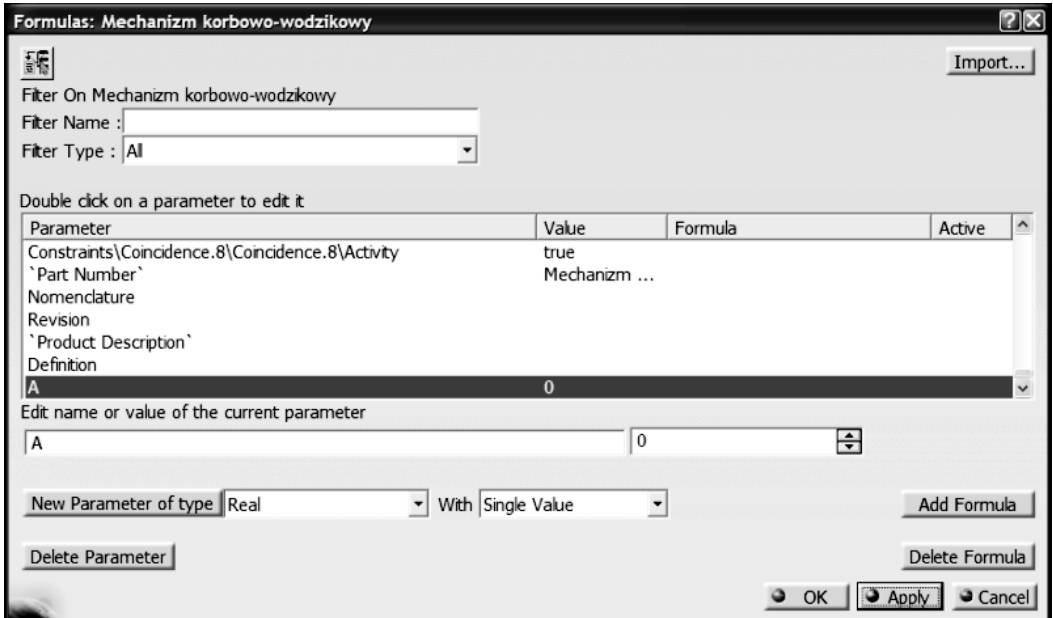 Formulas: Mechanizm korbowo-wodzikowy
Import...
Filter On Mechanizm korbowo-wodzikowy
Filter Name :
Filter Type : All
Double click on a parameter to edit it
Parameter Value Formula Active
Constraints\Coincidence.8\Coincidence.8\Activity true
`Part Number` Mechanizm ...
Nomenclature
Revision
`Product Description`
Definition
A 0
Edit name or value of the current parameter
A 0
New Parameter of type Real With Single Value Add Formula
Delete Parameter Delete Formula
OK Apply Cancel